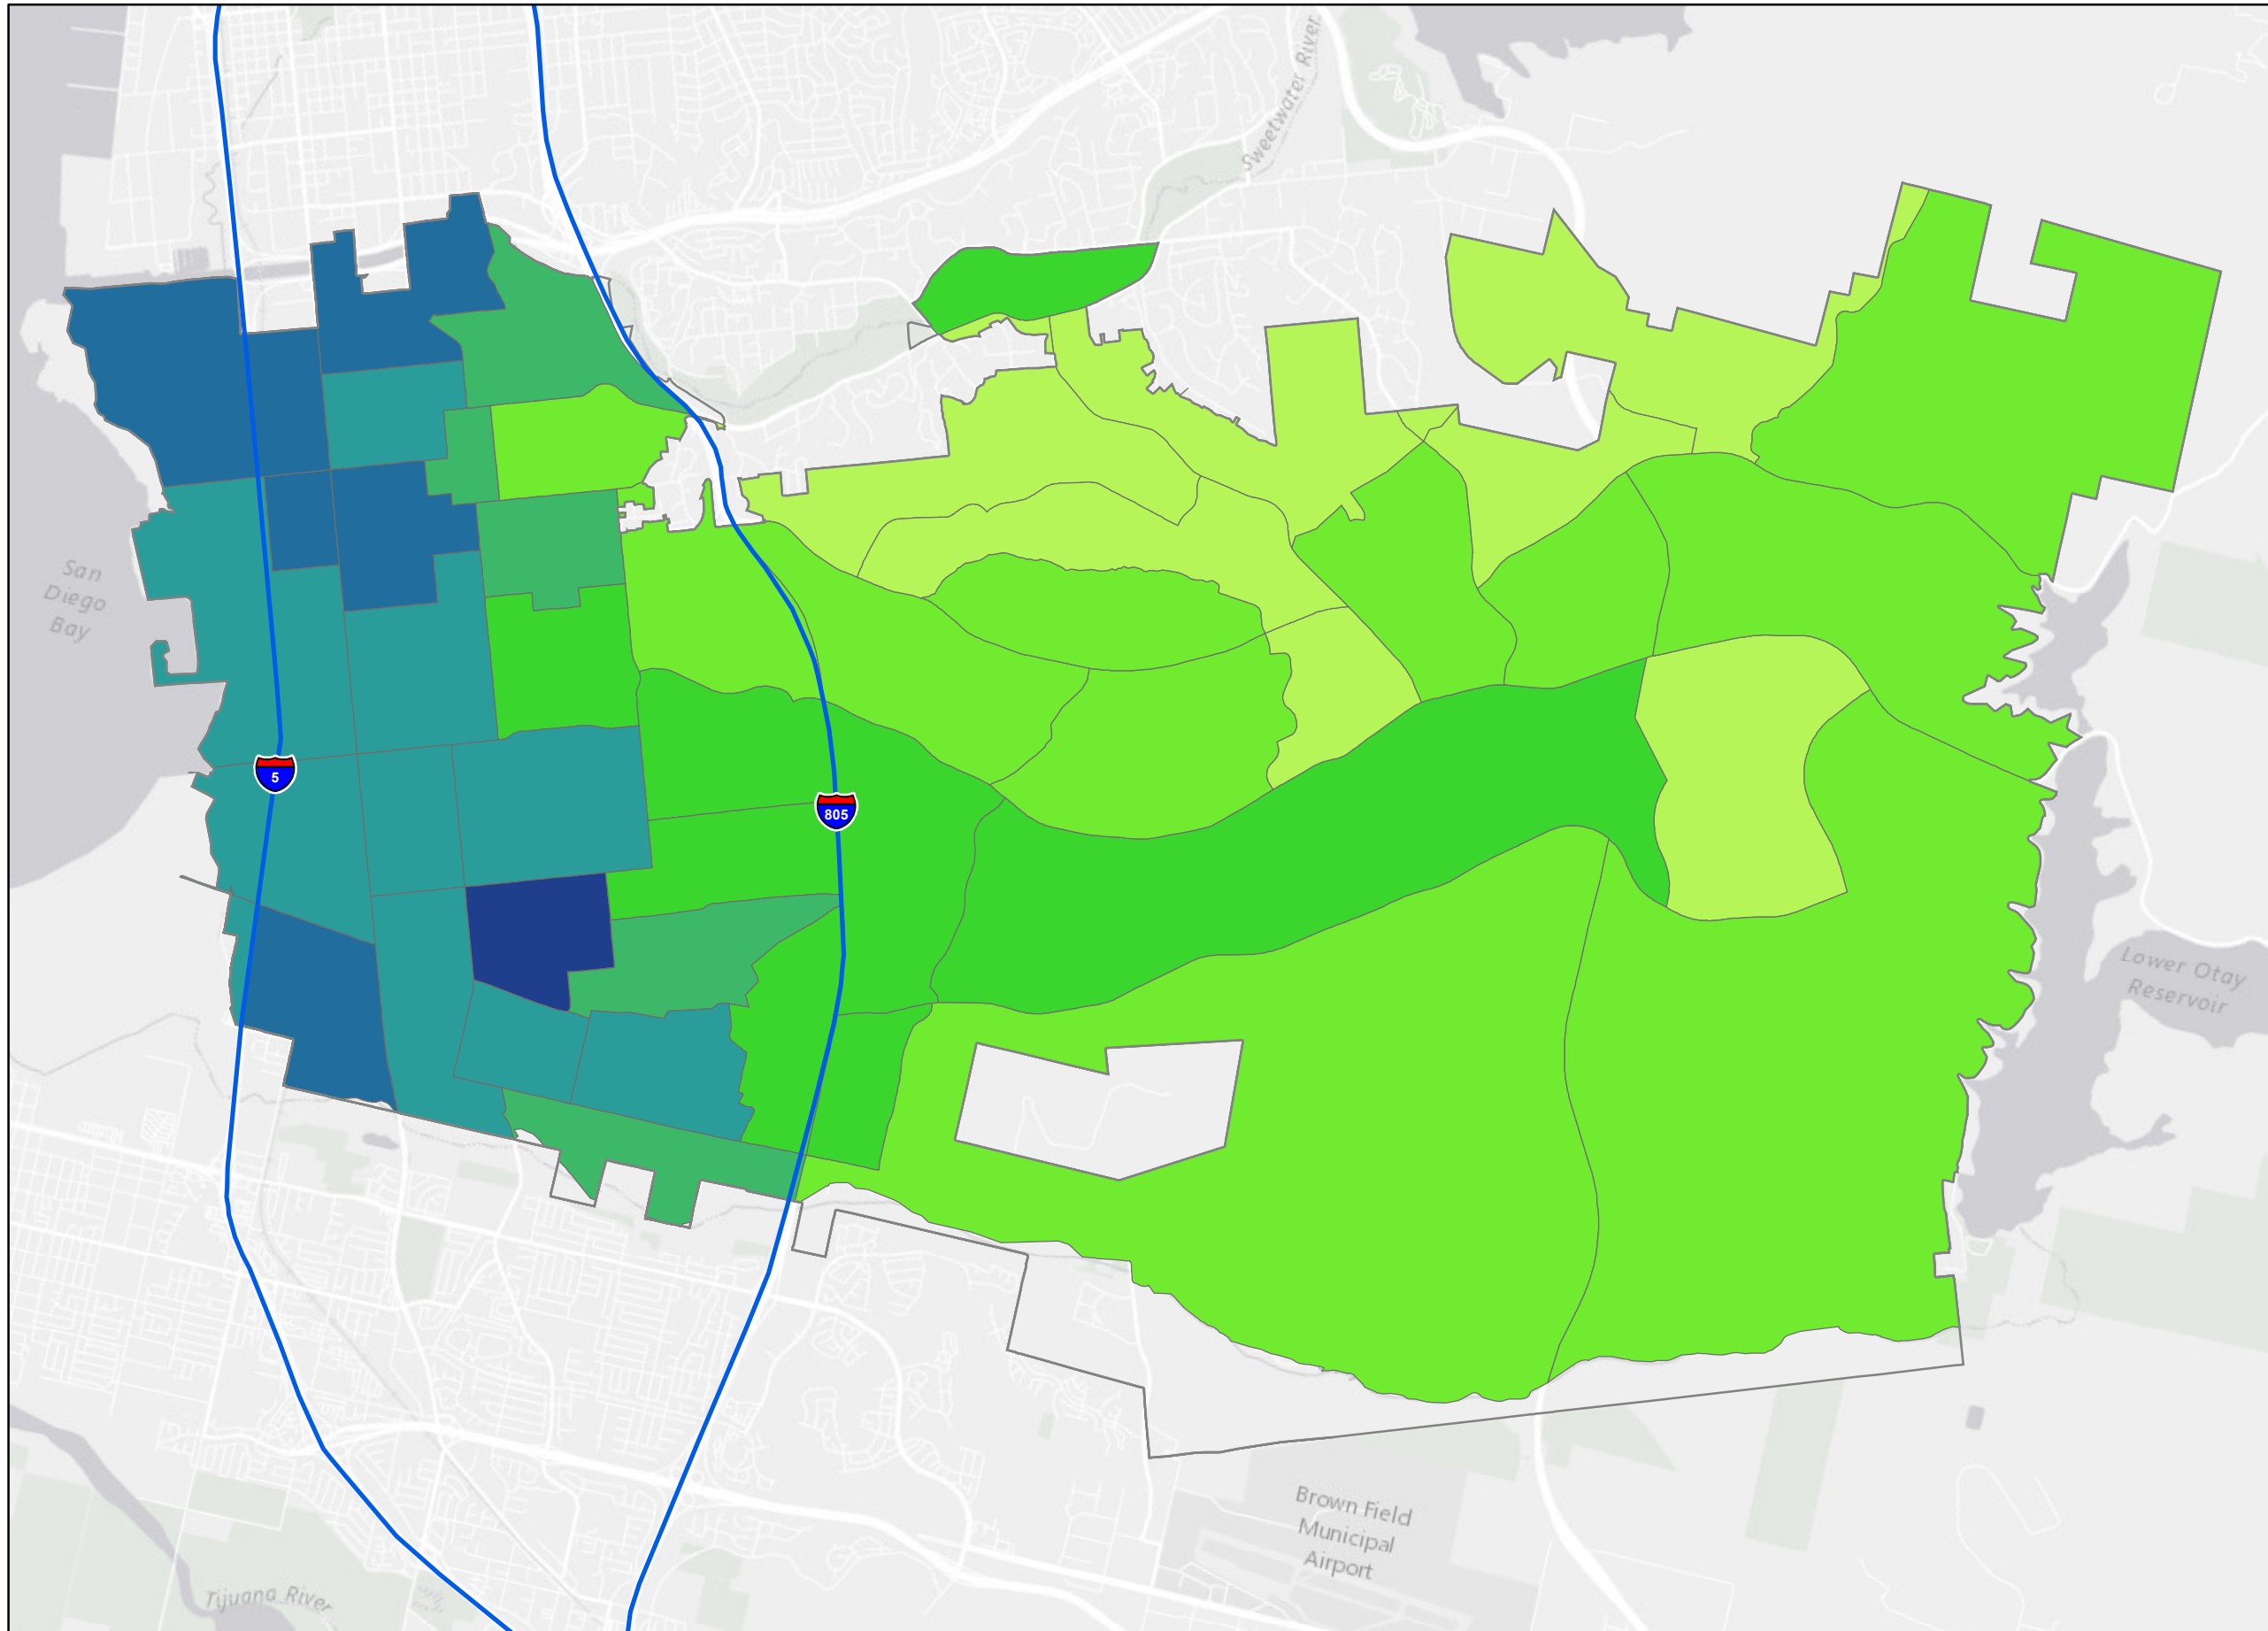 Sweetwater River
San
Diego
Bay
5
805
Lower Otay
Reservoir
Brown Field
Municipal
Airport
Tijuana River